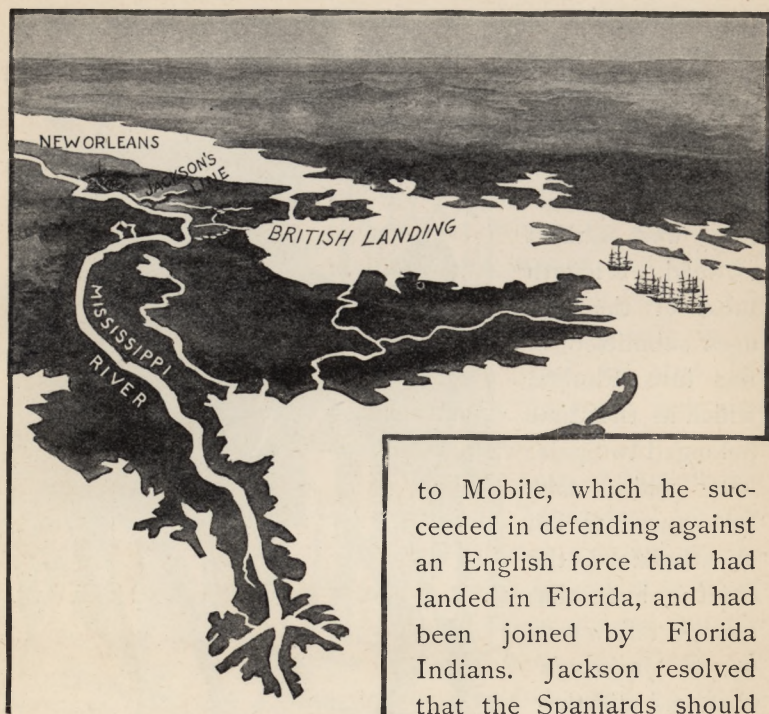 NEW ORLEANS
JACKSON'S
LINE
BRITISH LANDING
MISSISSIPPI
RIVER
to Mobile, which he suc-
ceeded in defending against
an English force that had
landed in Florida, and had
been joined by Florida
Indians. Jackson resolved
that the Spaniards should